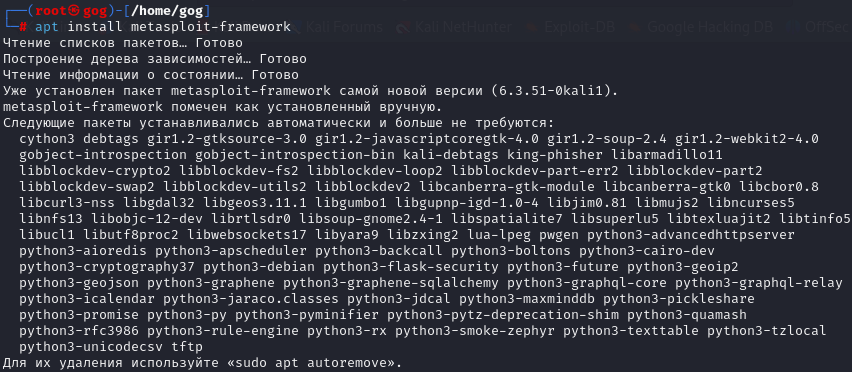 ┌──(root㉿gog)-[/home/gog]
└─# apt install metasploit-framework
Kali Forums Kali NetHunter Exploit-DB Google Hacking DB OffSec
Чтение списков пакетов… Готово
Построение дерева зависимостей… Готово
Чтение информации о состоянии… Готово
Уже установлен пакет metasploit-framework самой новой версии (6.3.51-0kali1).
metasploit-framework помечен как установленный вручную.
Следующие пакеты устанавливались автоматически и больше не требуются:
cython3 debtags gir1.2-gtksource-3.0 gir1.2-javascriptcoregtk-4.0 gir1.2-soup-2.4 gir1.2-webkit2-4.0
gobject-introspection gobject-introspection-bin kali-debtags king-phisher libarmadillo11
libblockdev-crypto2 libblockdev-fs2 libblockdev-loop2 libblockdev-part-err2 libblockdev-part2
libblockdev-swap2 libblockdev-utils2 libblockdev2 libcanberra-gtk-module libcanberra-gtk0 libcbor0.8
libcurl3-nss libgdal32 libgeos3.11.1 libgumbo1 libgupnp-igd-1.0-4 libjim0.81 libmujs2 libncurses5
libnfs13 libobjc-12-dev librtlsdr0 libsoup-gnome2.4-1 libspatialite7 libsuperlu5 libtexluajit2 libtinfo5
libucl1 libutf8proc2 libwebsockets17 libyara9 libzxing2 lua-lpeg pwgen python3-advancedhttpserver
python3-aioredis python3-apscheduler python3-backcall python3-boltons python3-cairo-dev
python3-cryptography37 python3-debian python3-flask-security python3-future python3-geoip2
python3-geojson python3-graphene python3-graphene-sqlalchemy python3-graphql-core python3-graphql-relay
python3-icalendar python3-jaraco.classes python3-jdcal python3-maxminddb python3-pickleshare
python3-promise python3-py python3-pyminifier python3-pytz-deprecation-shim python3-quamash
python3-rfc3986 python3-rule-engine python3-rx python3-smoke-zephyr python3-texttable python3-tzlocal
python3-unicodecsv tftp
Для их удаления используйте «sudo apt autoremove».